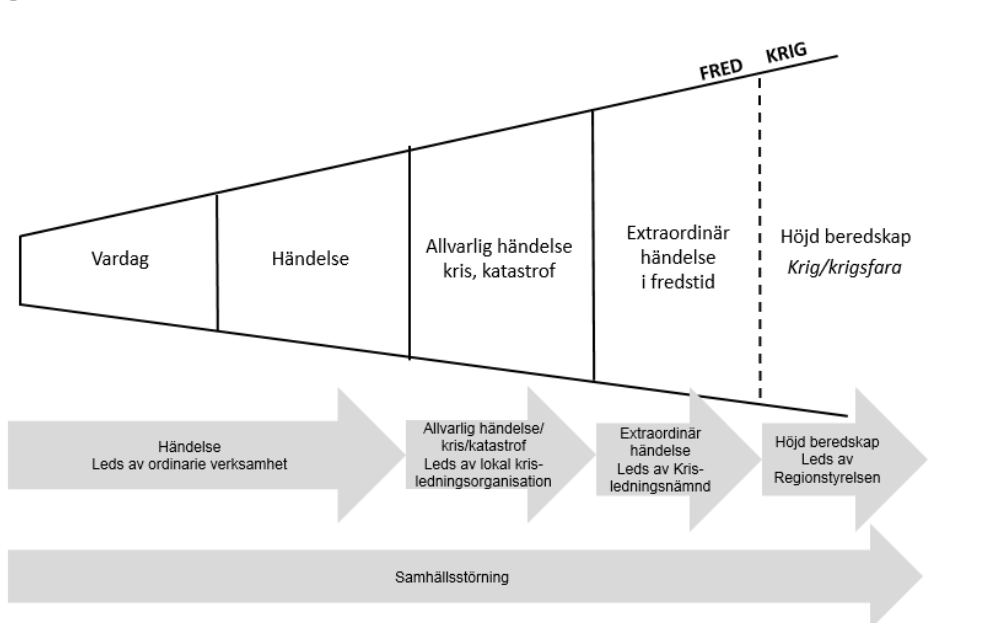 FRED KRIG
Vardag
Händelse
Allvarlig händelse
kris, katastrof
Extraordinär
händelse
i fredstid
Höjd beredskap
Krig/krigsfara
Händelse
Leds av ordinarie verksamhet
Allvarlig händelse/
kris/katastrof
Leds av lokal kris-
ledningsorganisation
Extraordinär
händelse
Leds av Kris-
ledningsnämnd
Höjd beredskap
Leds av
Regionstyrelsen
Samhällsstörning